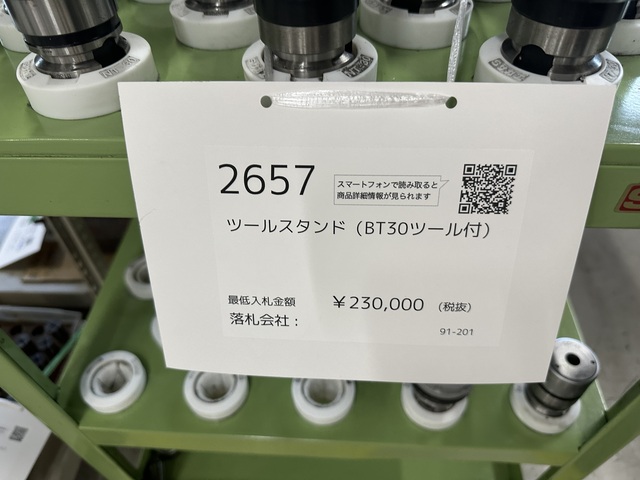 2657
スマートフォンで読み取ると
商品詳細情報が見られます
ツールスタンド（BT30ツール付）
最低入札金額 ￥230,000 （税抜）
落札会社：
91-201